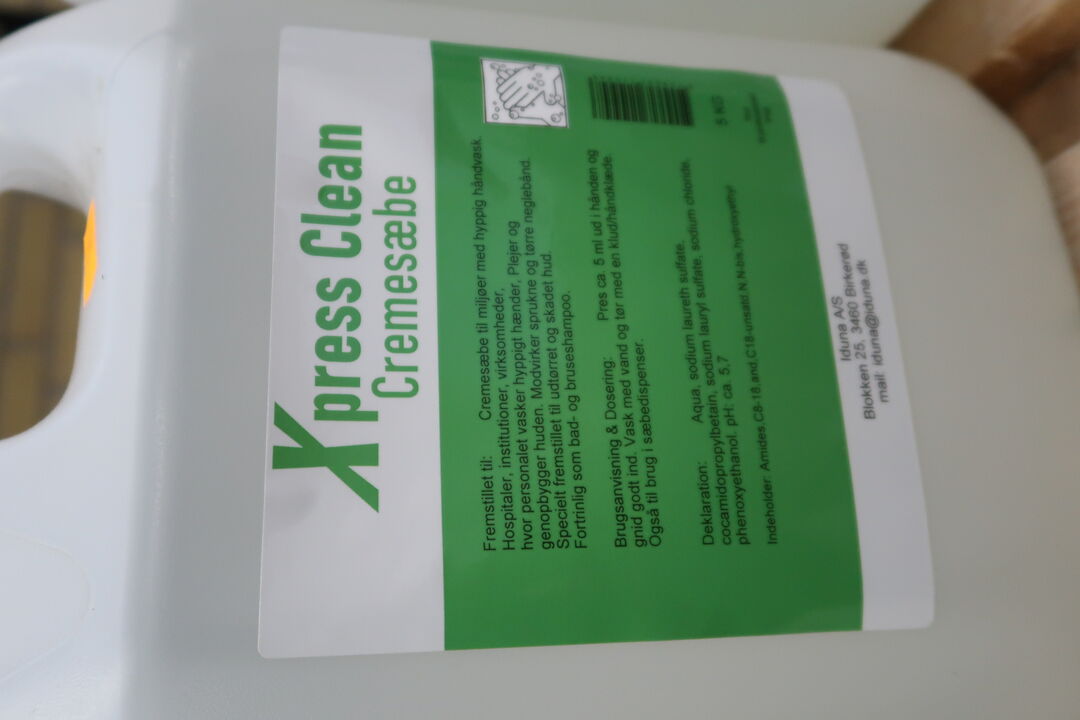 Xpress Clean
Cremesæbe
Fremstillet til: Cremesæbe til miljøer med hyppig håndvask.
Hospitaler, institutioner, virksomheder,
hvor personalet vasker hyppigt hænder, Plejer og
genopbygger huden. Modvirker sprukne og tørre neglebånd.
Specielt fremstillet til udtørret og skadet hud.
Fortrinlig som bad- og bruseshampoo.
Brugsanvisning & Dosering: Pres ca. 5 ml ud i hånden og
gnid godt ind. Vask med vand og tør med en klud/håndklæde.
Også til brug i sæbedispenser.
Deklaration: Aqua, sodium laureth sulfate,
cocamidopropylbetain, sodium lauryl sulfate, sodium chloride,
phenoxyethanol. pH: ca. 5,7
Indeholder: Amides,C8-18,and,C18-unsatd,N,N-bis,hydroxyethyl
5 KG
Iduna A/S
Blokken 25, 3460 Birkerød
mail: iduna@iduna.dk